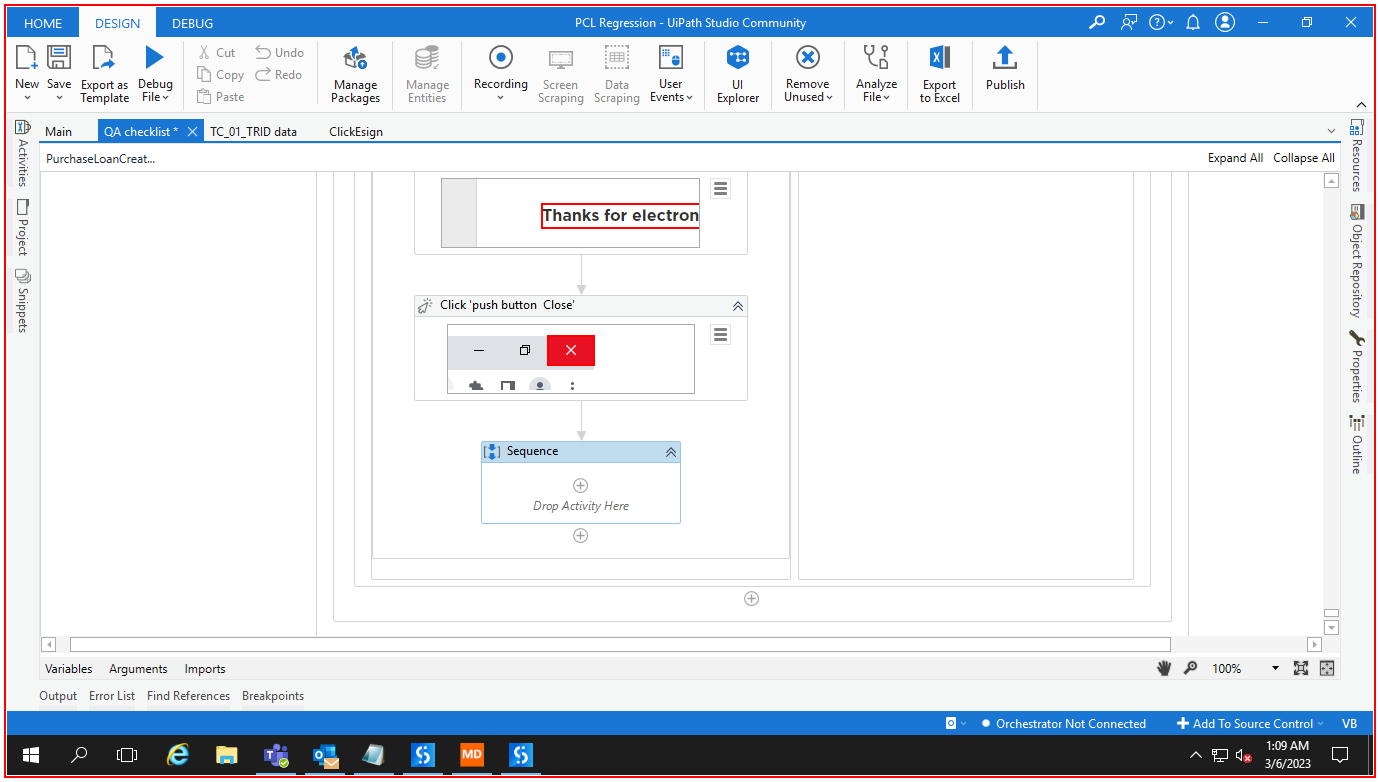 HOME DESIGN DEBUG PCL Regression - UiPath Studio Community
New Save Export as Template Debug File Cut Copy Paste Undo Redo Manage Packages Manage Entities Recording Screen Scraping Data Scraping User Events UI Explorer Remove Unused Analyze File Export to Excel Publish
Main QA checklist * TC_01_TRID data ClickEsign
PurchaseLoanCreat... Expand All Collapse All
Activities
Project
Snippets
Thanks for electron
Click 'push button Close'
Sequence
Drop Activity Here
Resources
Object Repository
Properties
Outline
Variables Arguments Imports 100%
Output Error List Find References Breakpoints
Orchestrator Not Connected Add To Source Control VB
MD
1:09 AM
3/6/2023